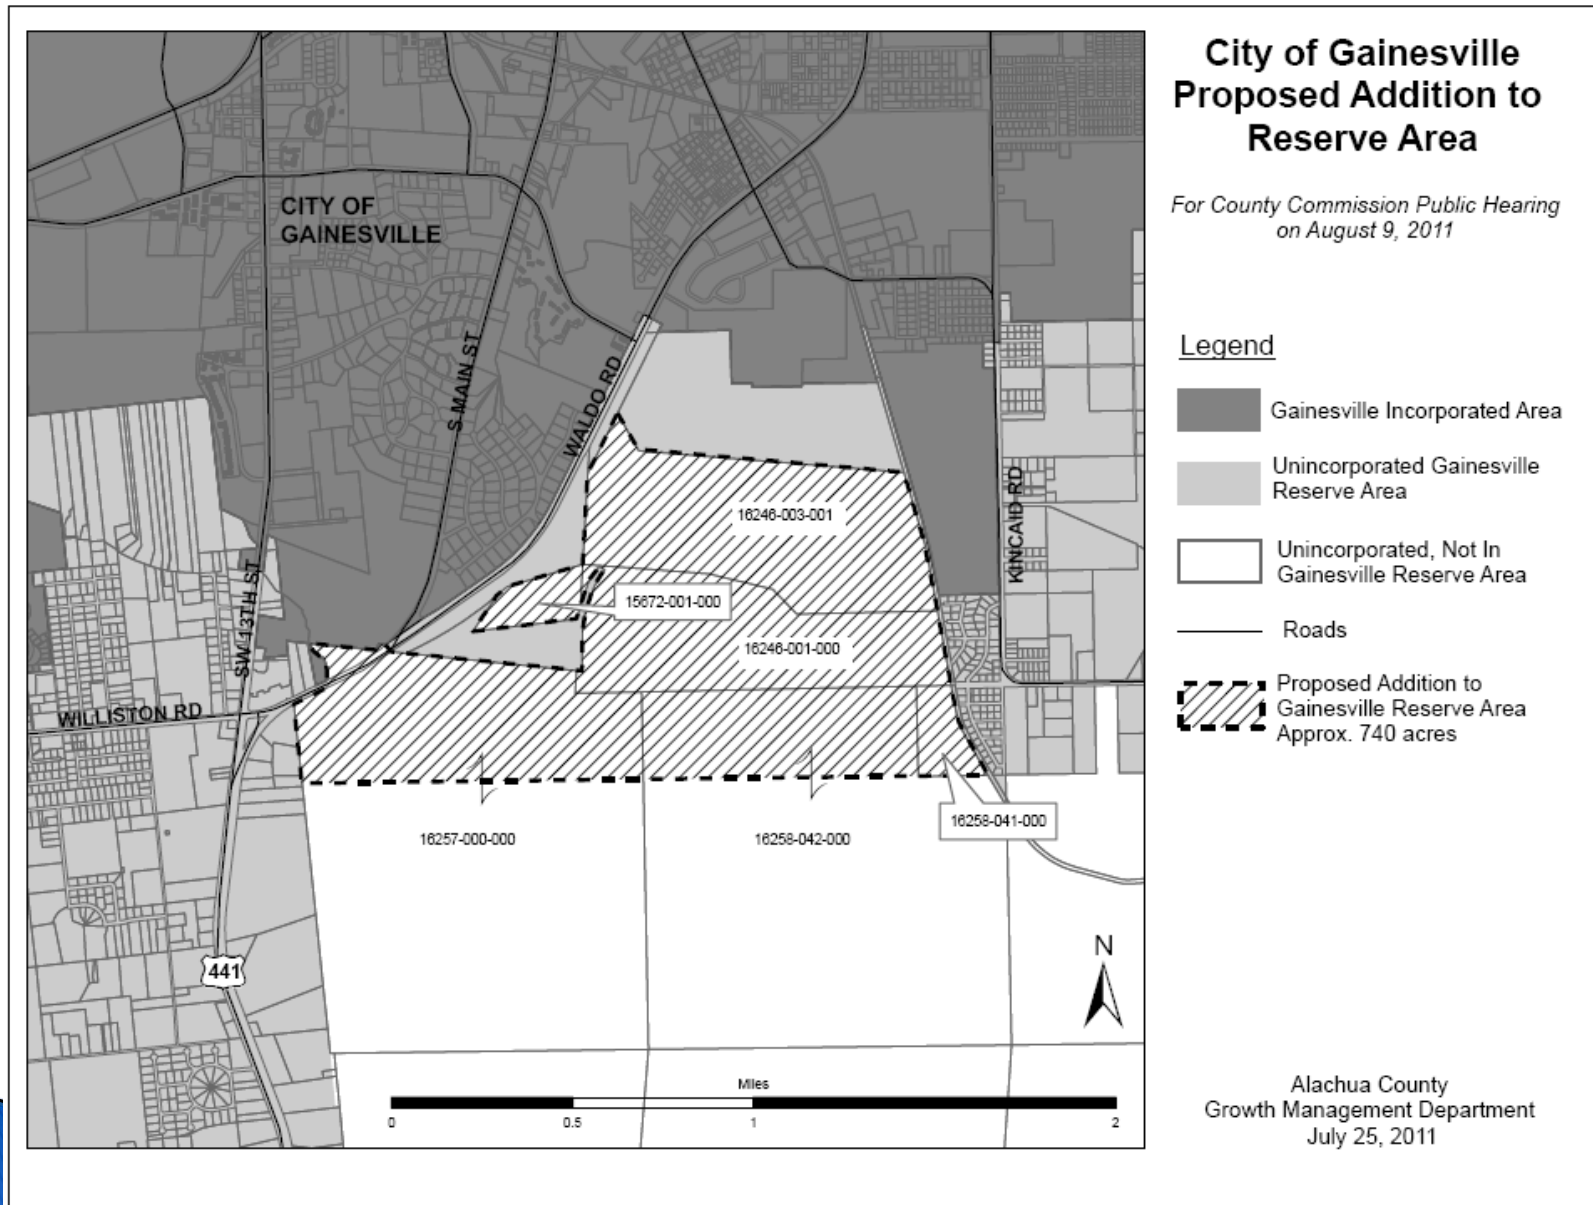 City of Gainesville
Proposed Addition to
Reserve Area
For County Commission Public Hearing
on August 9, 2011
Legend
Gainesville Incorporated Area
Unincorporated Gainesville
Reserve Area
Unincorporated, Not In
Gainesville Reserve Area
Roads
Proposed Addition to
Gainesville Reserve Area
Approx. 740 acres
CITY OF
GAINESVILLE
S MAIN ST
WALDO RD
KINCAID RD
SW 13TH ST
WILLISTON RD
16246-003-001
15672-001-000
16246-001-000
16257-000-000
16258-042-000
16258-041-000
441
N
Miles
0
0.5
1
2
Alachua County
Growth Management Department
July 25, 2011